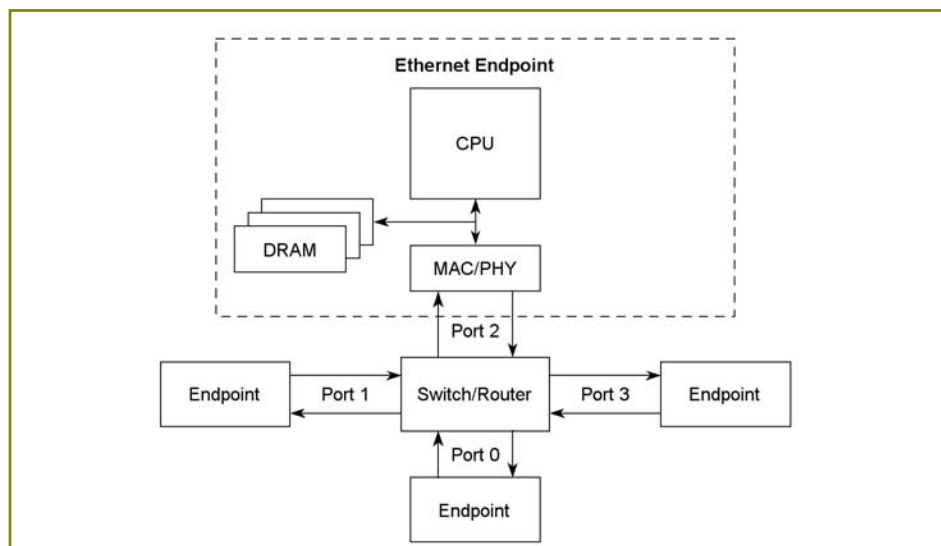 Ethernet Endpoint
CPU
DRAM
MAC/PHY
Port 2
Endpoint
Port 1
Switch/Router
Port 3
Endpoint
Port 0
Endpoint